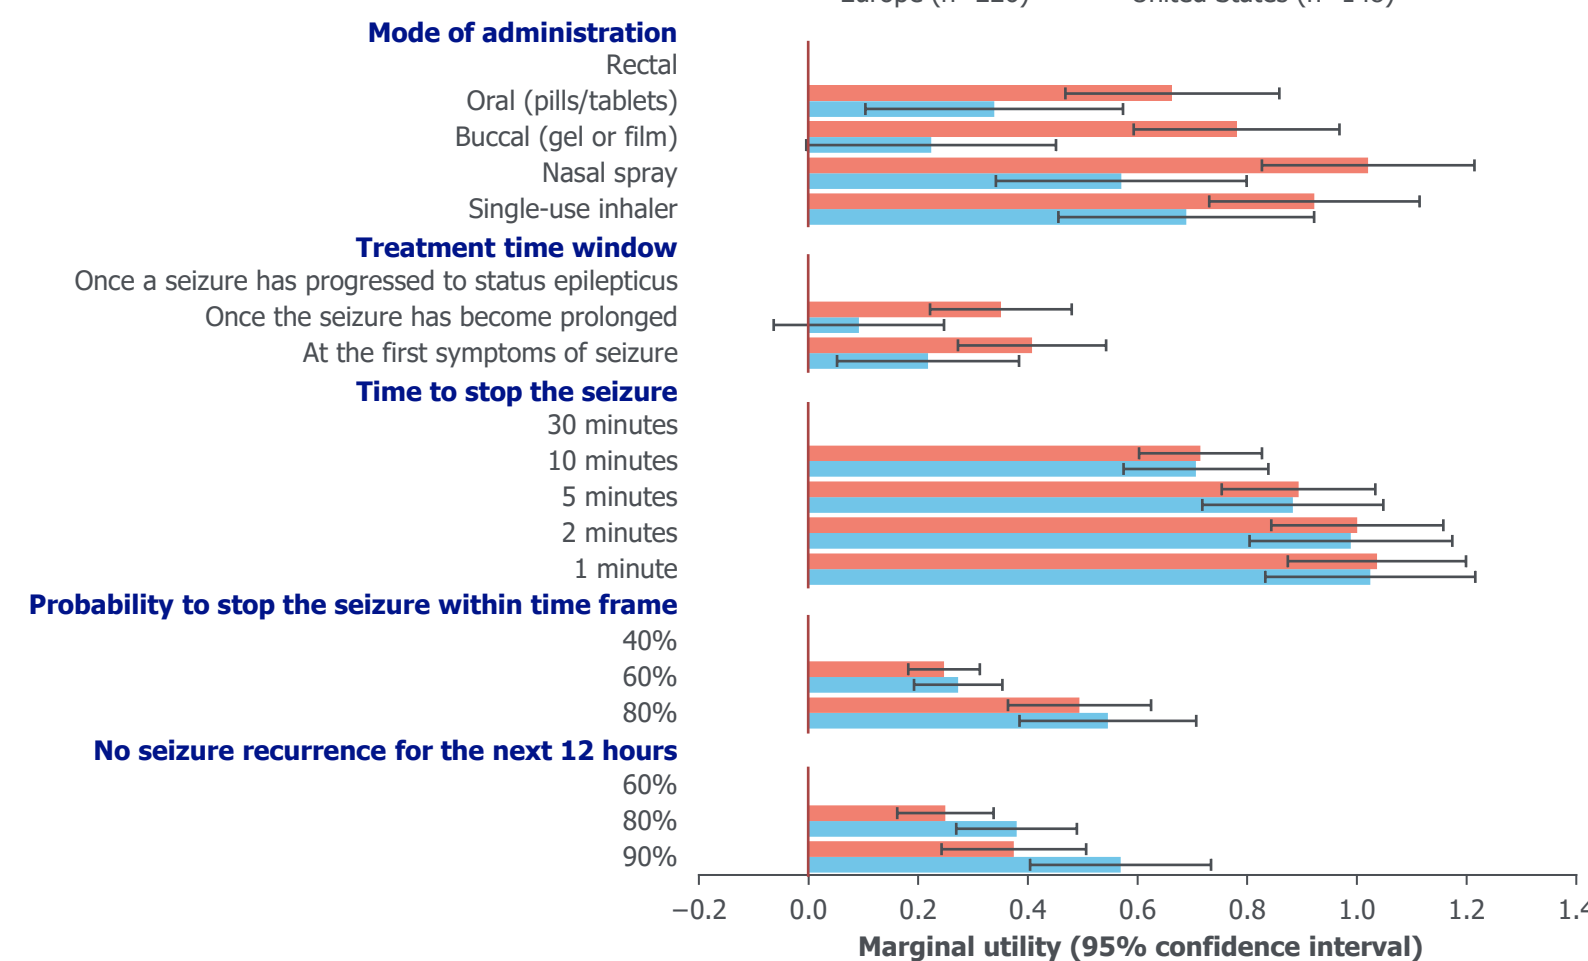 Mode of administration
Rectal
Oral (pills/tablets)
Buccal (gel or film)
Nasal spray
Single-use inhaler
Treatment time window
Once a seizure has progressed to status epilepticus
Once the seizure has become prolonged
At the first symptoms of seizure
Time to stop the seizure
30 minutes
10 minutes
5 minutes
2 minutes
1 minute
Probability to stop the seizure within time frame
40%
60%
80%
No seizure recurrence for the next 12 hours
60%
80%
90%
−0.2 0.0 0.2 0.4 0.6 0.8 1.0 1.2 1.4
Marginal utility (95% confidence interval)